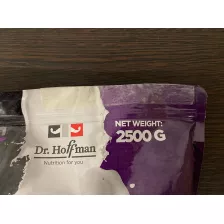 NET WEIGHT:
2500 G
Dr. Hoffman
Nutrition for you